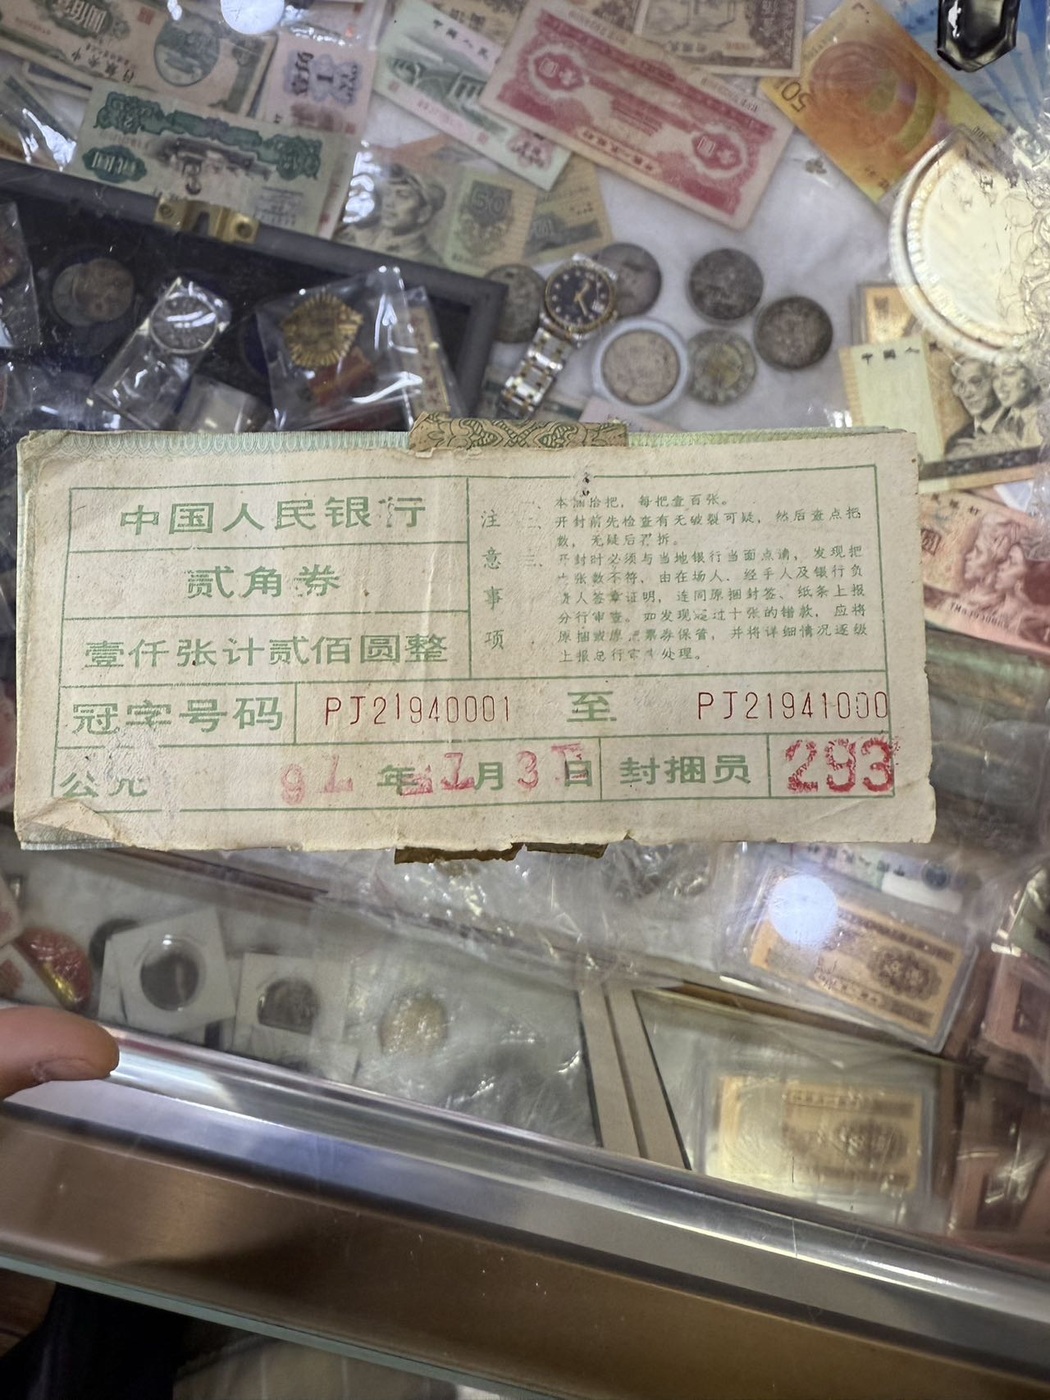 中国人民银行
贰角券
壹仟张计贰佰圆整
注意事项
一、本捆拾把，每把壹百张。
二、开封前先检查有无破裂可疑，然后查点把
数，无疑后
三、开封时必须与当地银行当面点清，发现把
张数不符，由在场人、经手人及银行负
责人签章证明，连同原捆封签、纸条上报
分行审查。如发现超过十张的错款，应将
原捆 票券保管，并将详细情况逐级
上报总行 处理。
冠字号码 PJ21940001 至 PJ21941000
公元 年 月 3 日 封捆员 293
50